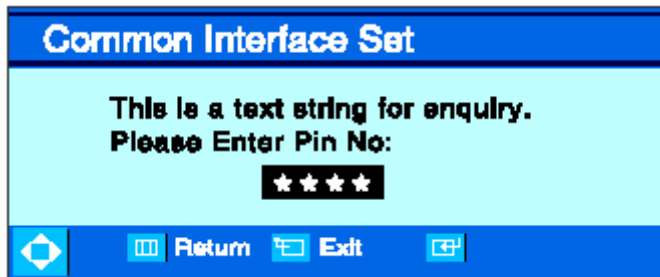 Common Interface Set
This is a text string for enquiry.
Please Enter Pin No:
****
Return Exit